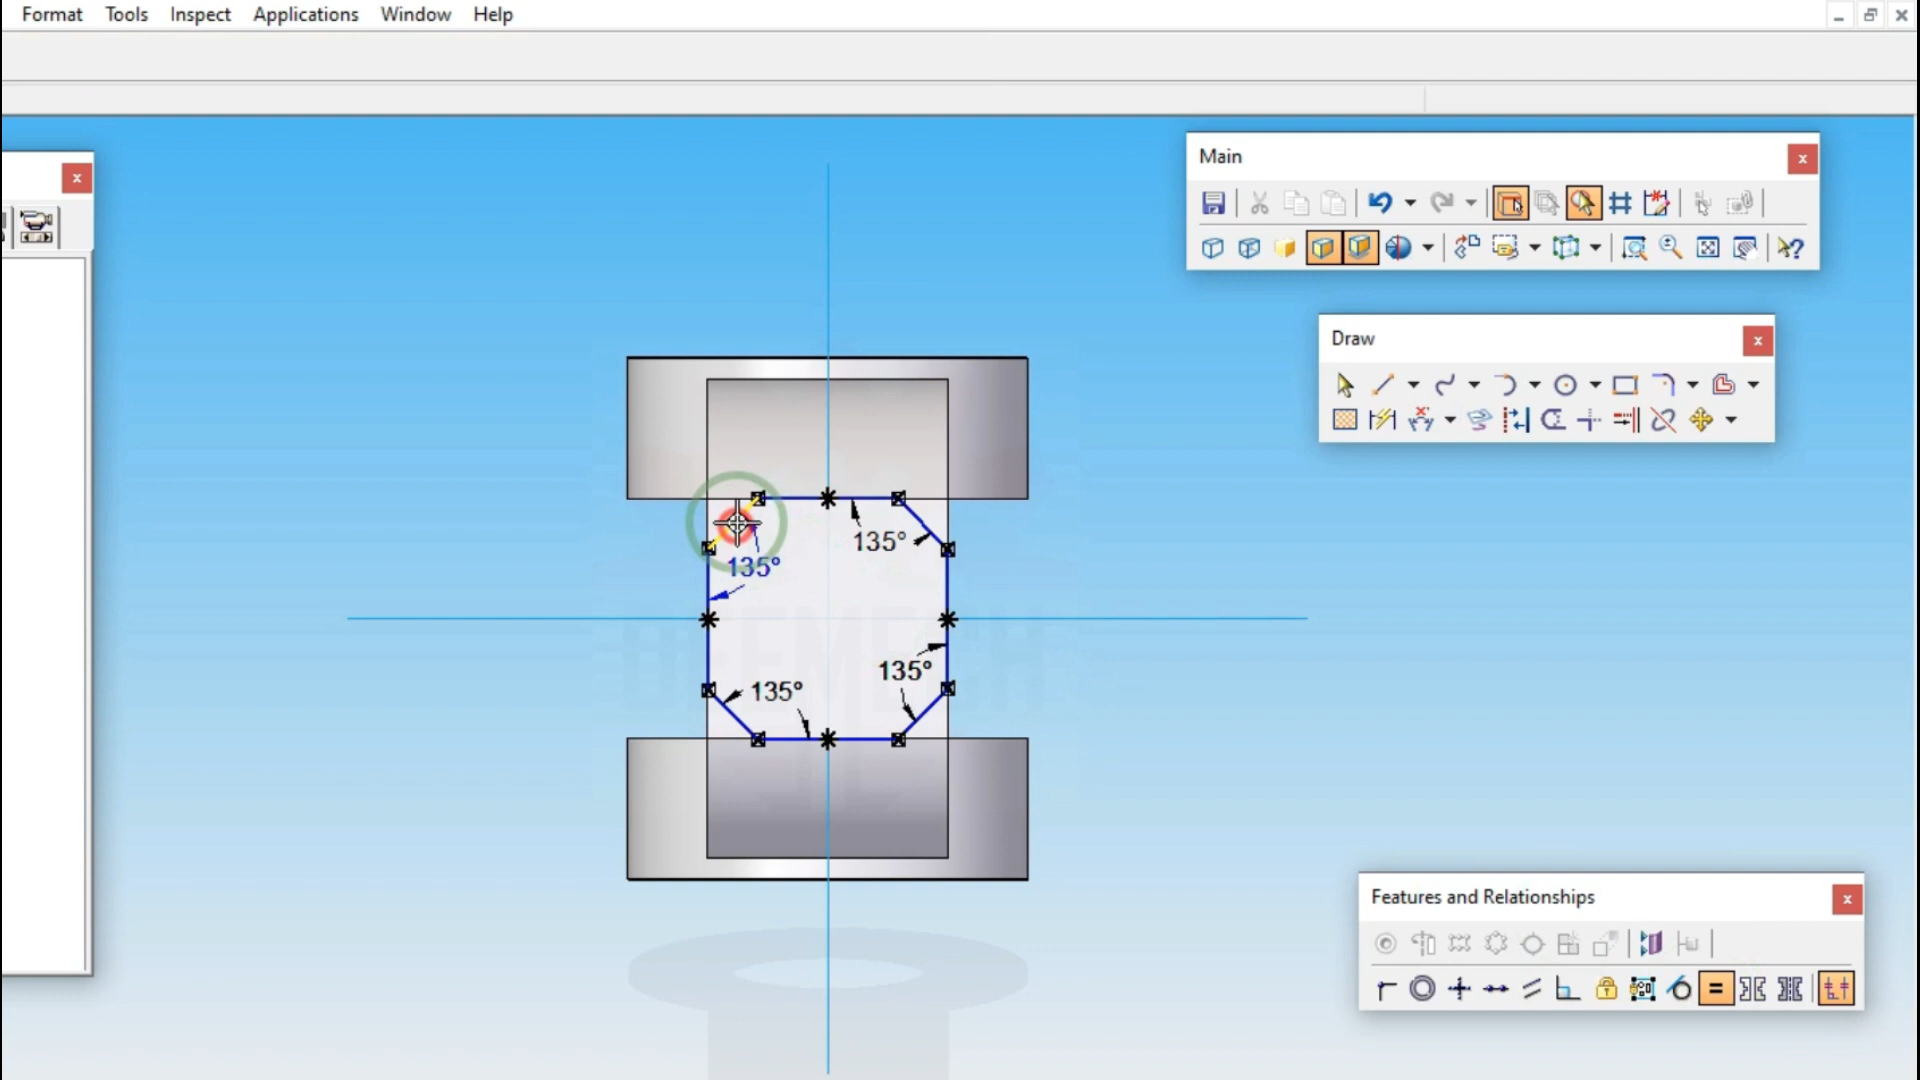 Format Tools Inspect Applications Window Help
Main
Draw
135°
135°
135°
135°
Features and Relationships